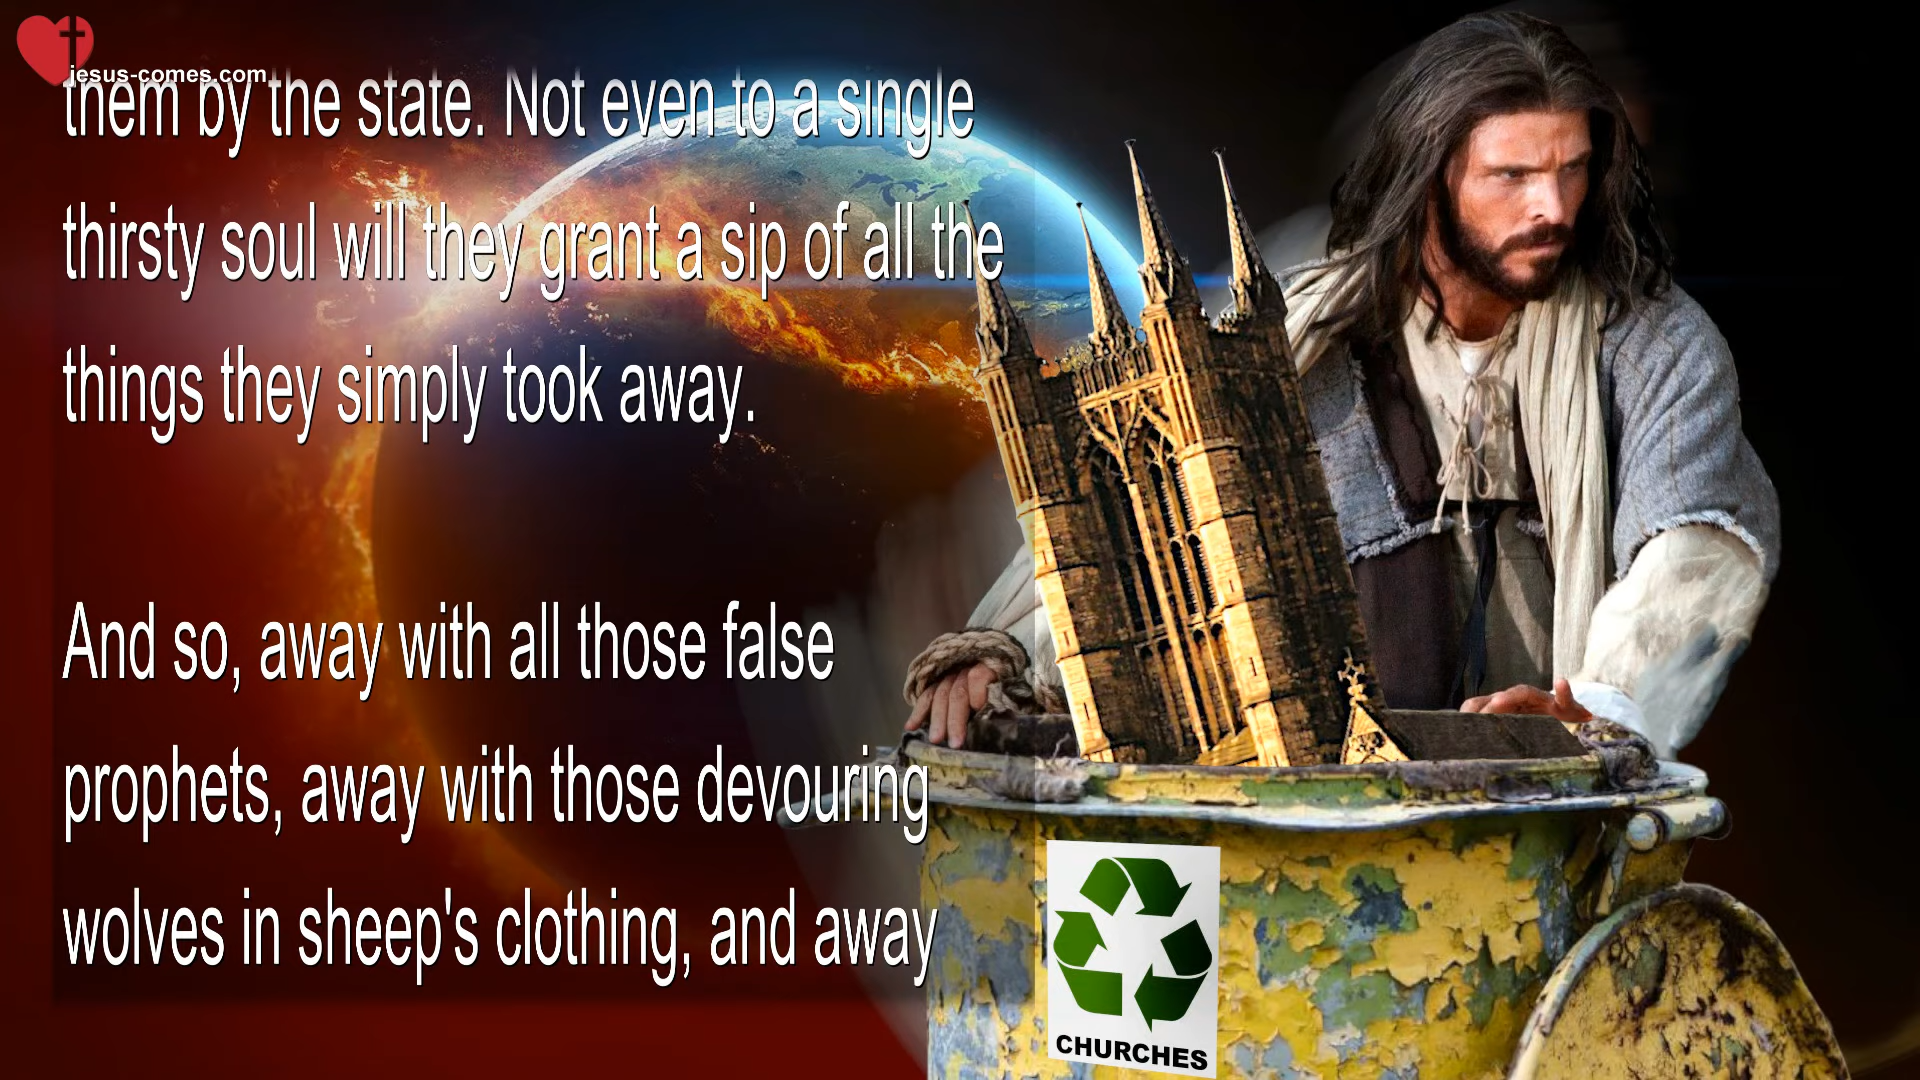 jesus-comes.com
them by the state. Not even to a single
thirsty soul will they grant a sip of all the
things they simply took away.
And so, away with all those false
prophets, away with those devouring
wolves in sheep's clothing, and away
CHURCHES